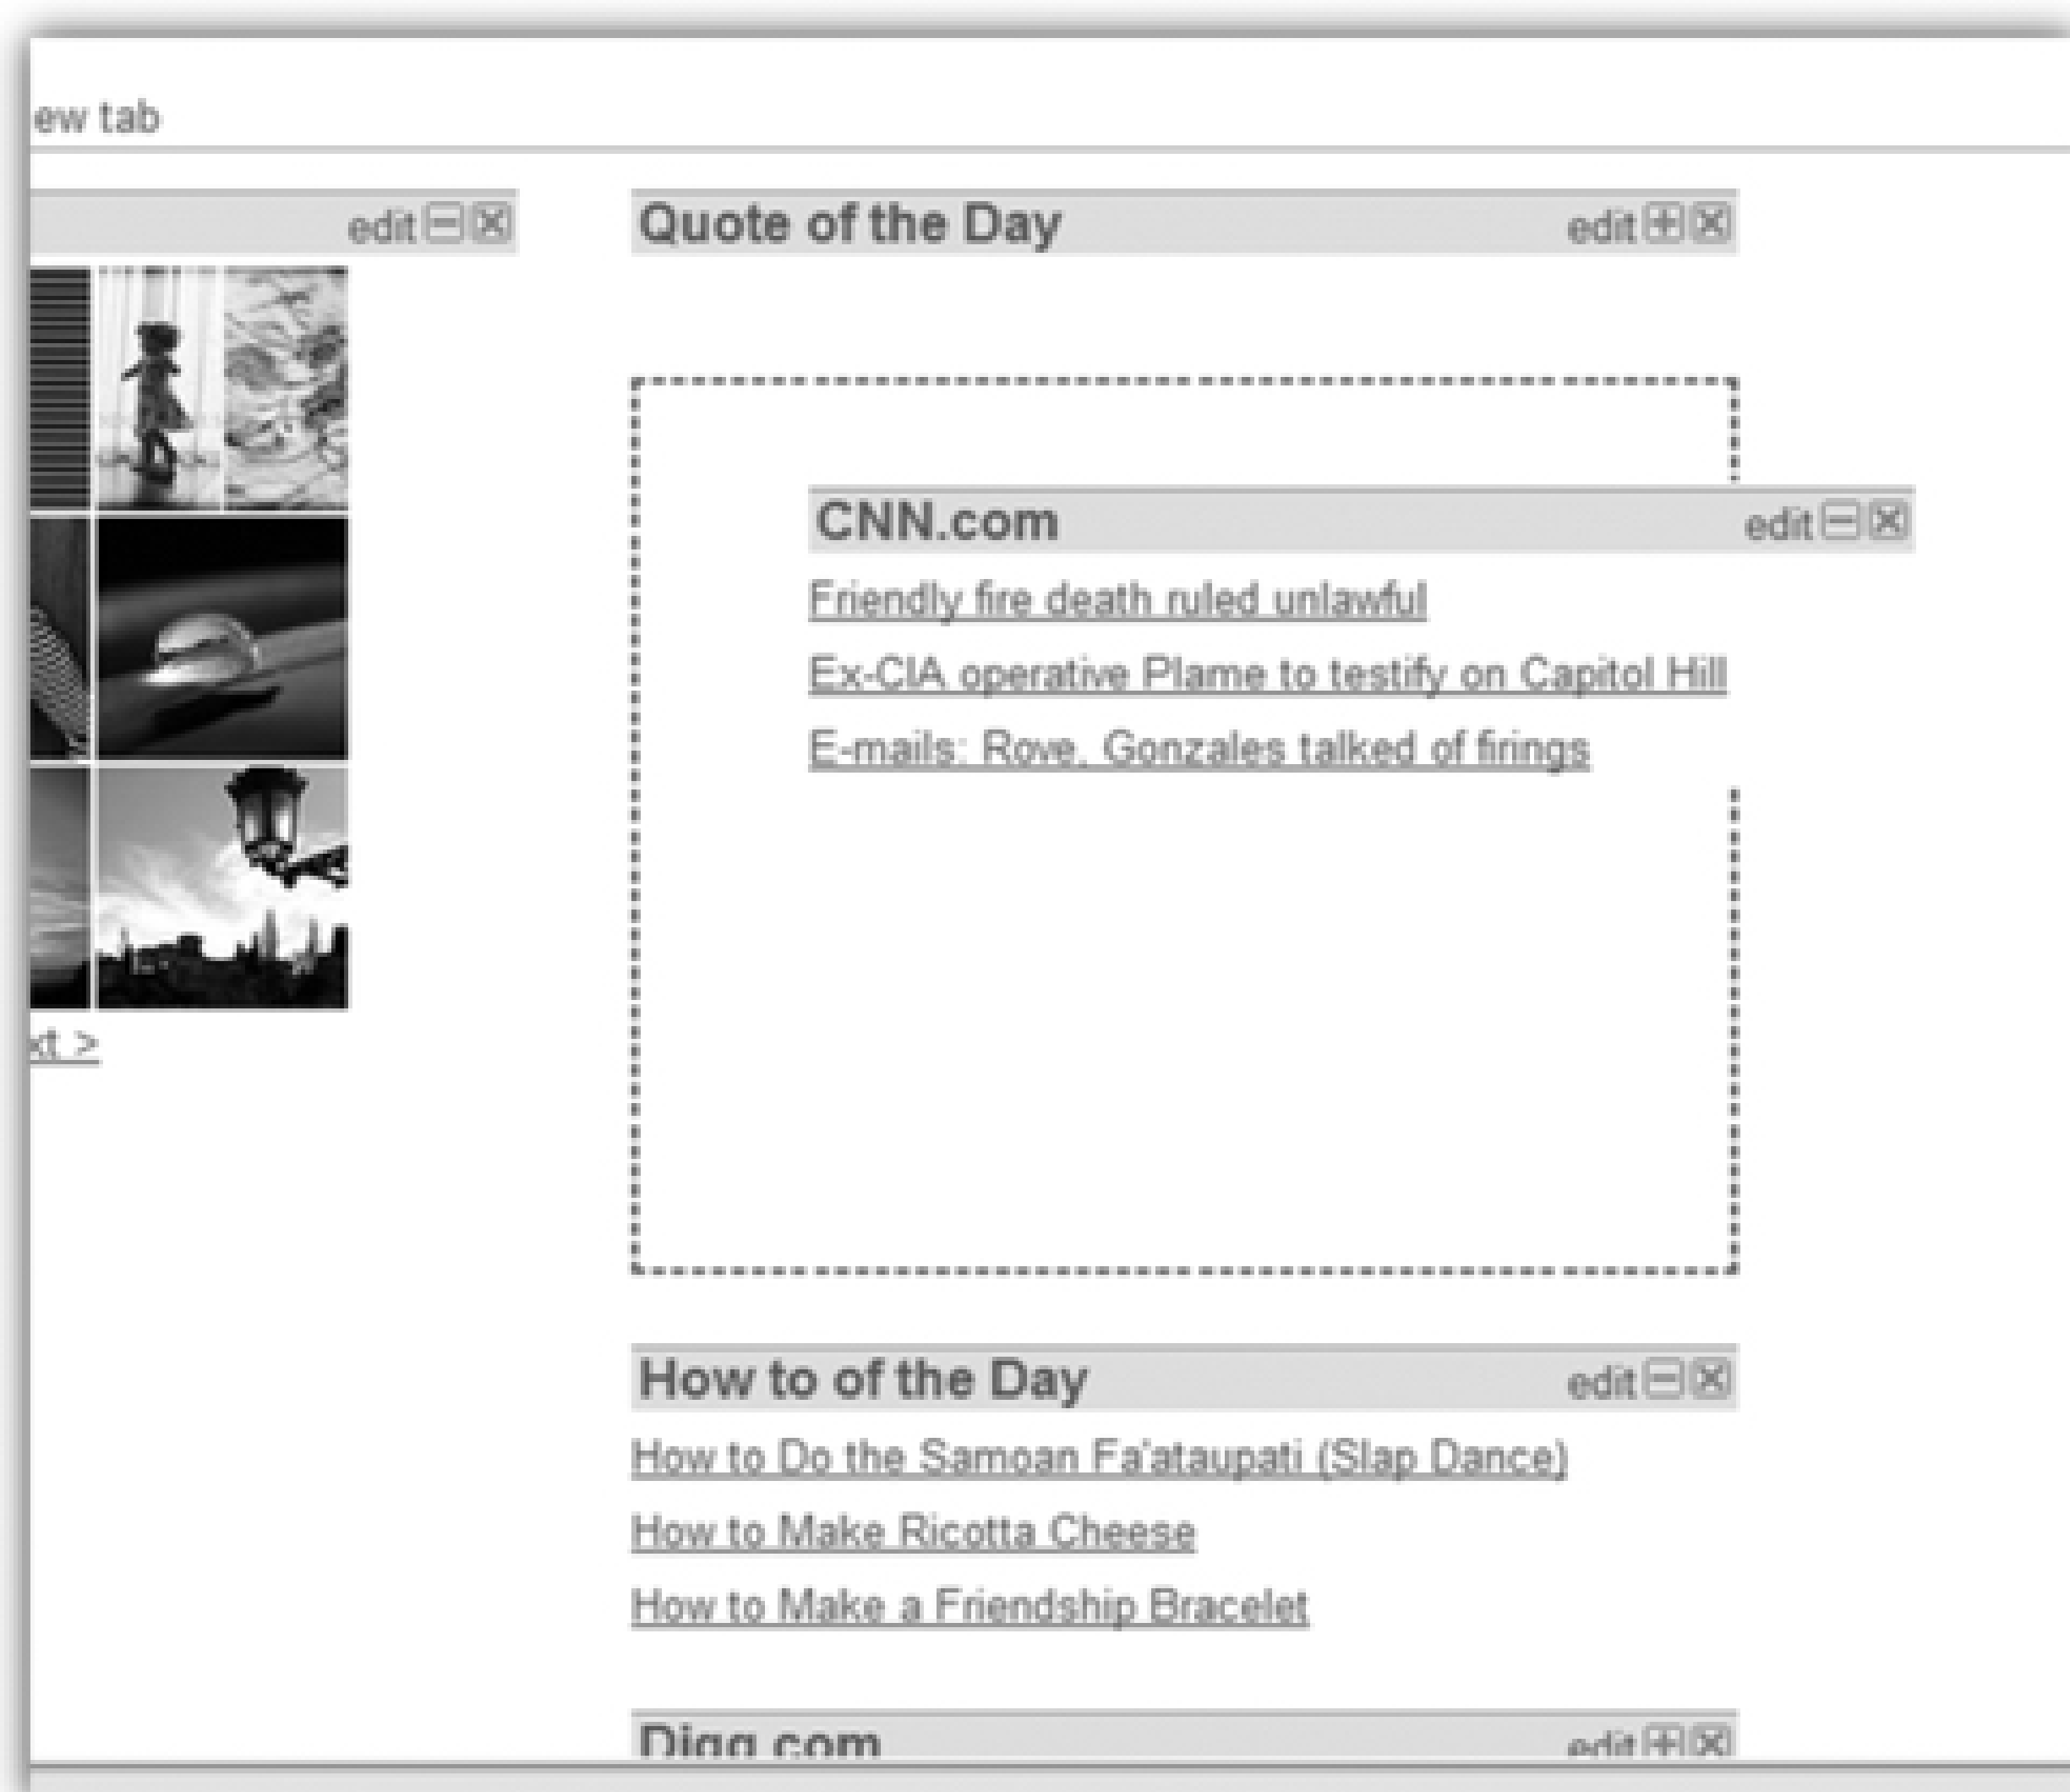 ew tab
edit
Quote of the Day edit
CNN.com edit
Friendly fire death ruled unlawful
Ex-CIA operative Plame to testify on Capitol Hill
E-mails: Rove, Gonzales talked of firings
xt >
How to of the Day edit
How to Do the Samoan Fa'ataupati (Slap Dance)
How to Make Ricotta Cheese
How to Make a Friendship Bracelet
Digg.com edit